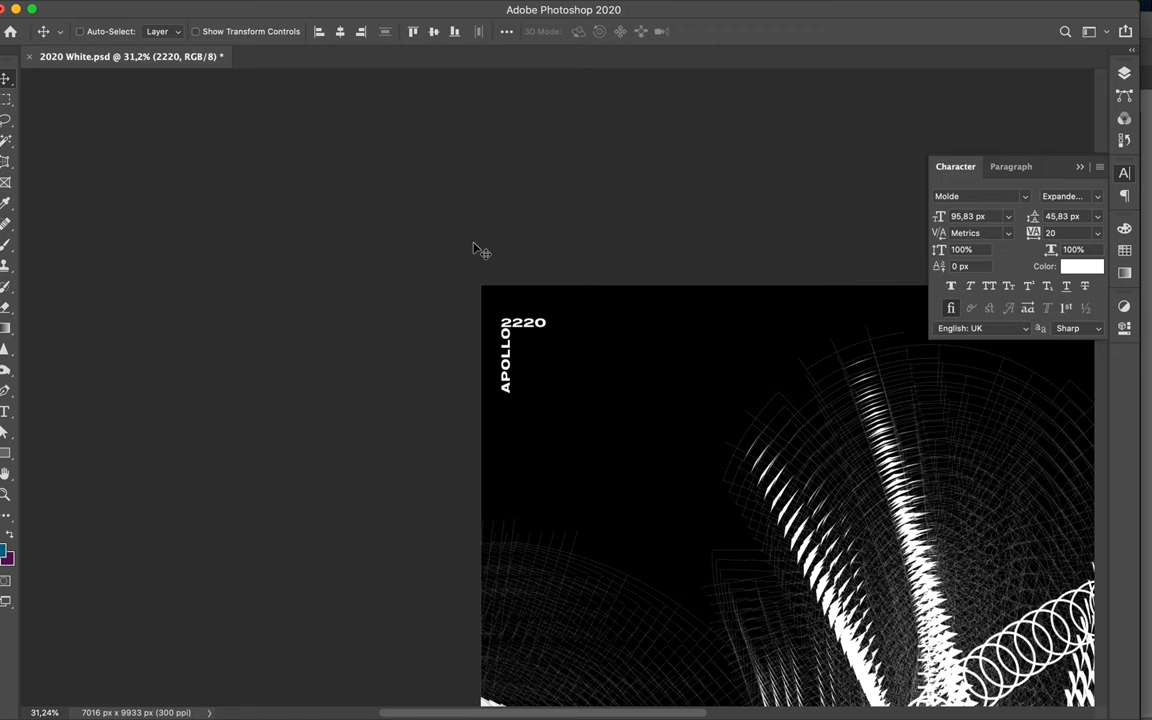 Adobe Photoshop 2020
Auto-Select: Layer Show Transform Controls 3D Mode:
2020 White.psd @ 31,2% (2220, RGB/8) *
Character Paragraph
Molde Expande...
95,83 px 45,83 px
Metrics 20
100% 100%
0 px Color:
English: UK Sharp
2220
APOLLO
31,24% 7016 px x 9933 px (300 ppi)